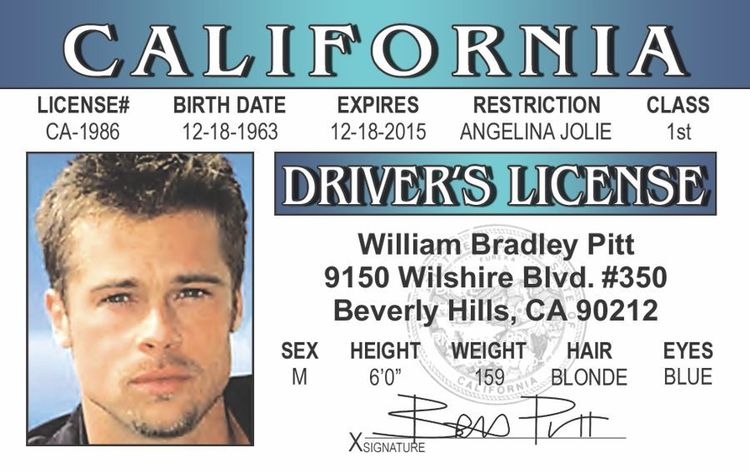 CALIFORNIA
LICENSE# BIRTH DATE EXPIRES RESTRICTION CLASS
CA-1986 12-18-1963 12-18-2015 ANGELINA JOLIE 1st
DRIVER'S LICENSE
William Bradley Pitt
9150 Wilshire Blvd. #350
Beverly Hills, CA 90212
SEX HEIGHT WEIGHT HAIR EYES
M 6'0" 159 BLONDE BLUE
Brad Pitt
XSIGNATURE
EUREKA
CALIFORNIA